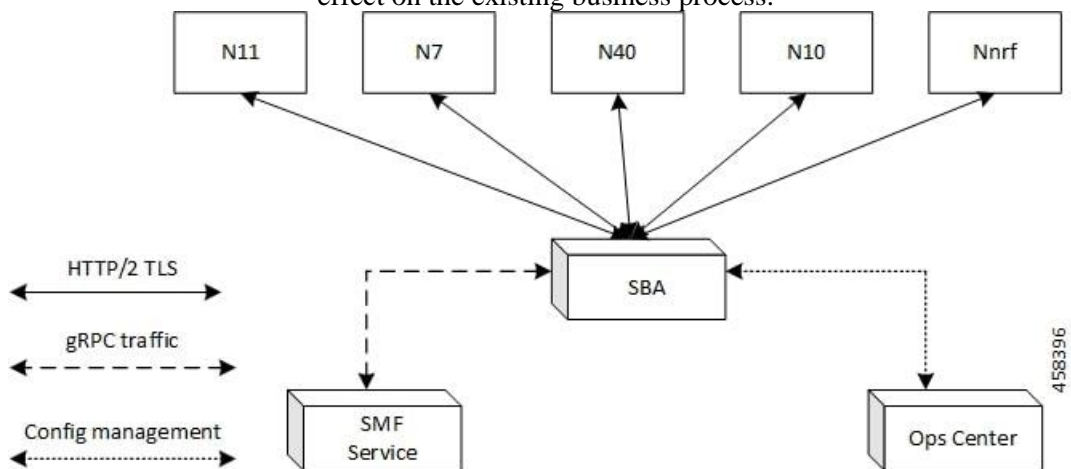 effect on the existing business process.
N11
N7
N40
N10
Nnrf
HTTP/2 TLS
SBA
gRPC traffic
458396
Config management
SMF
Service
Ops Center